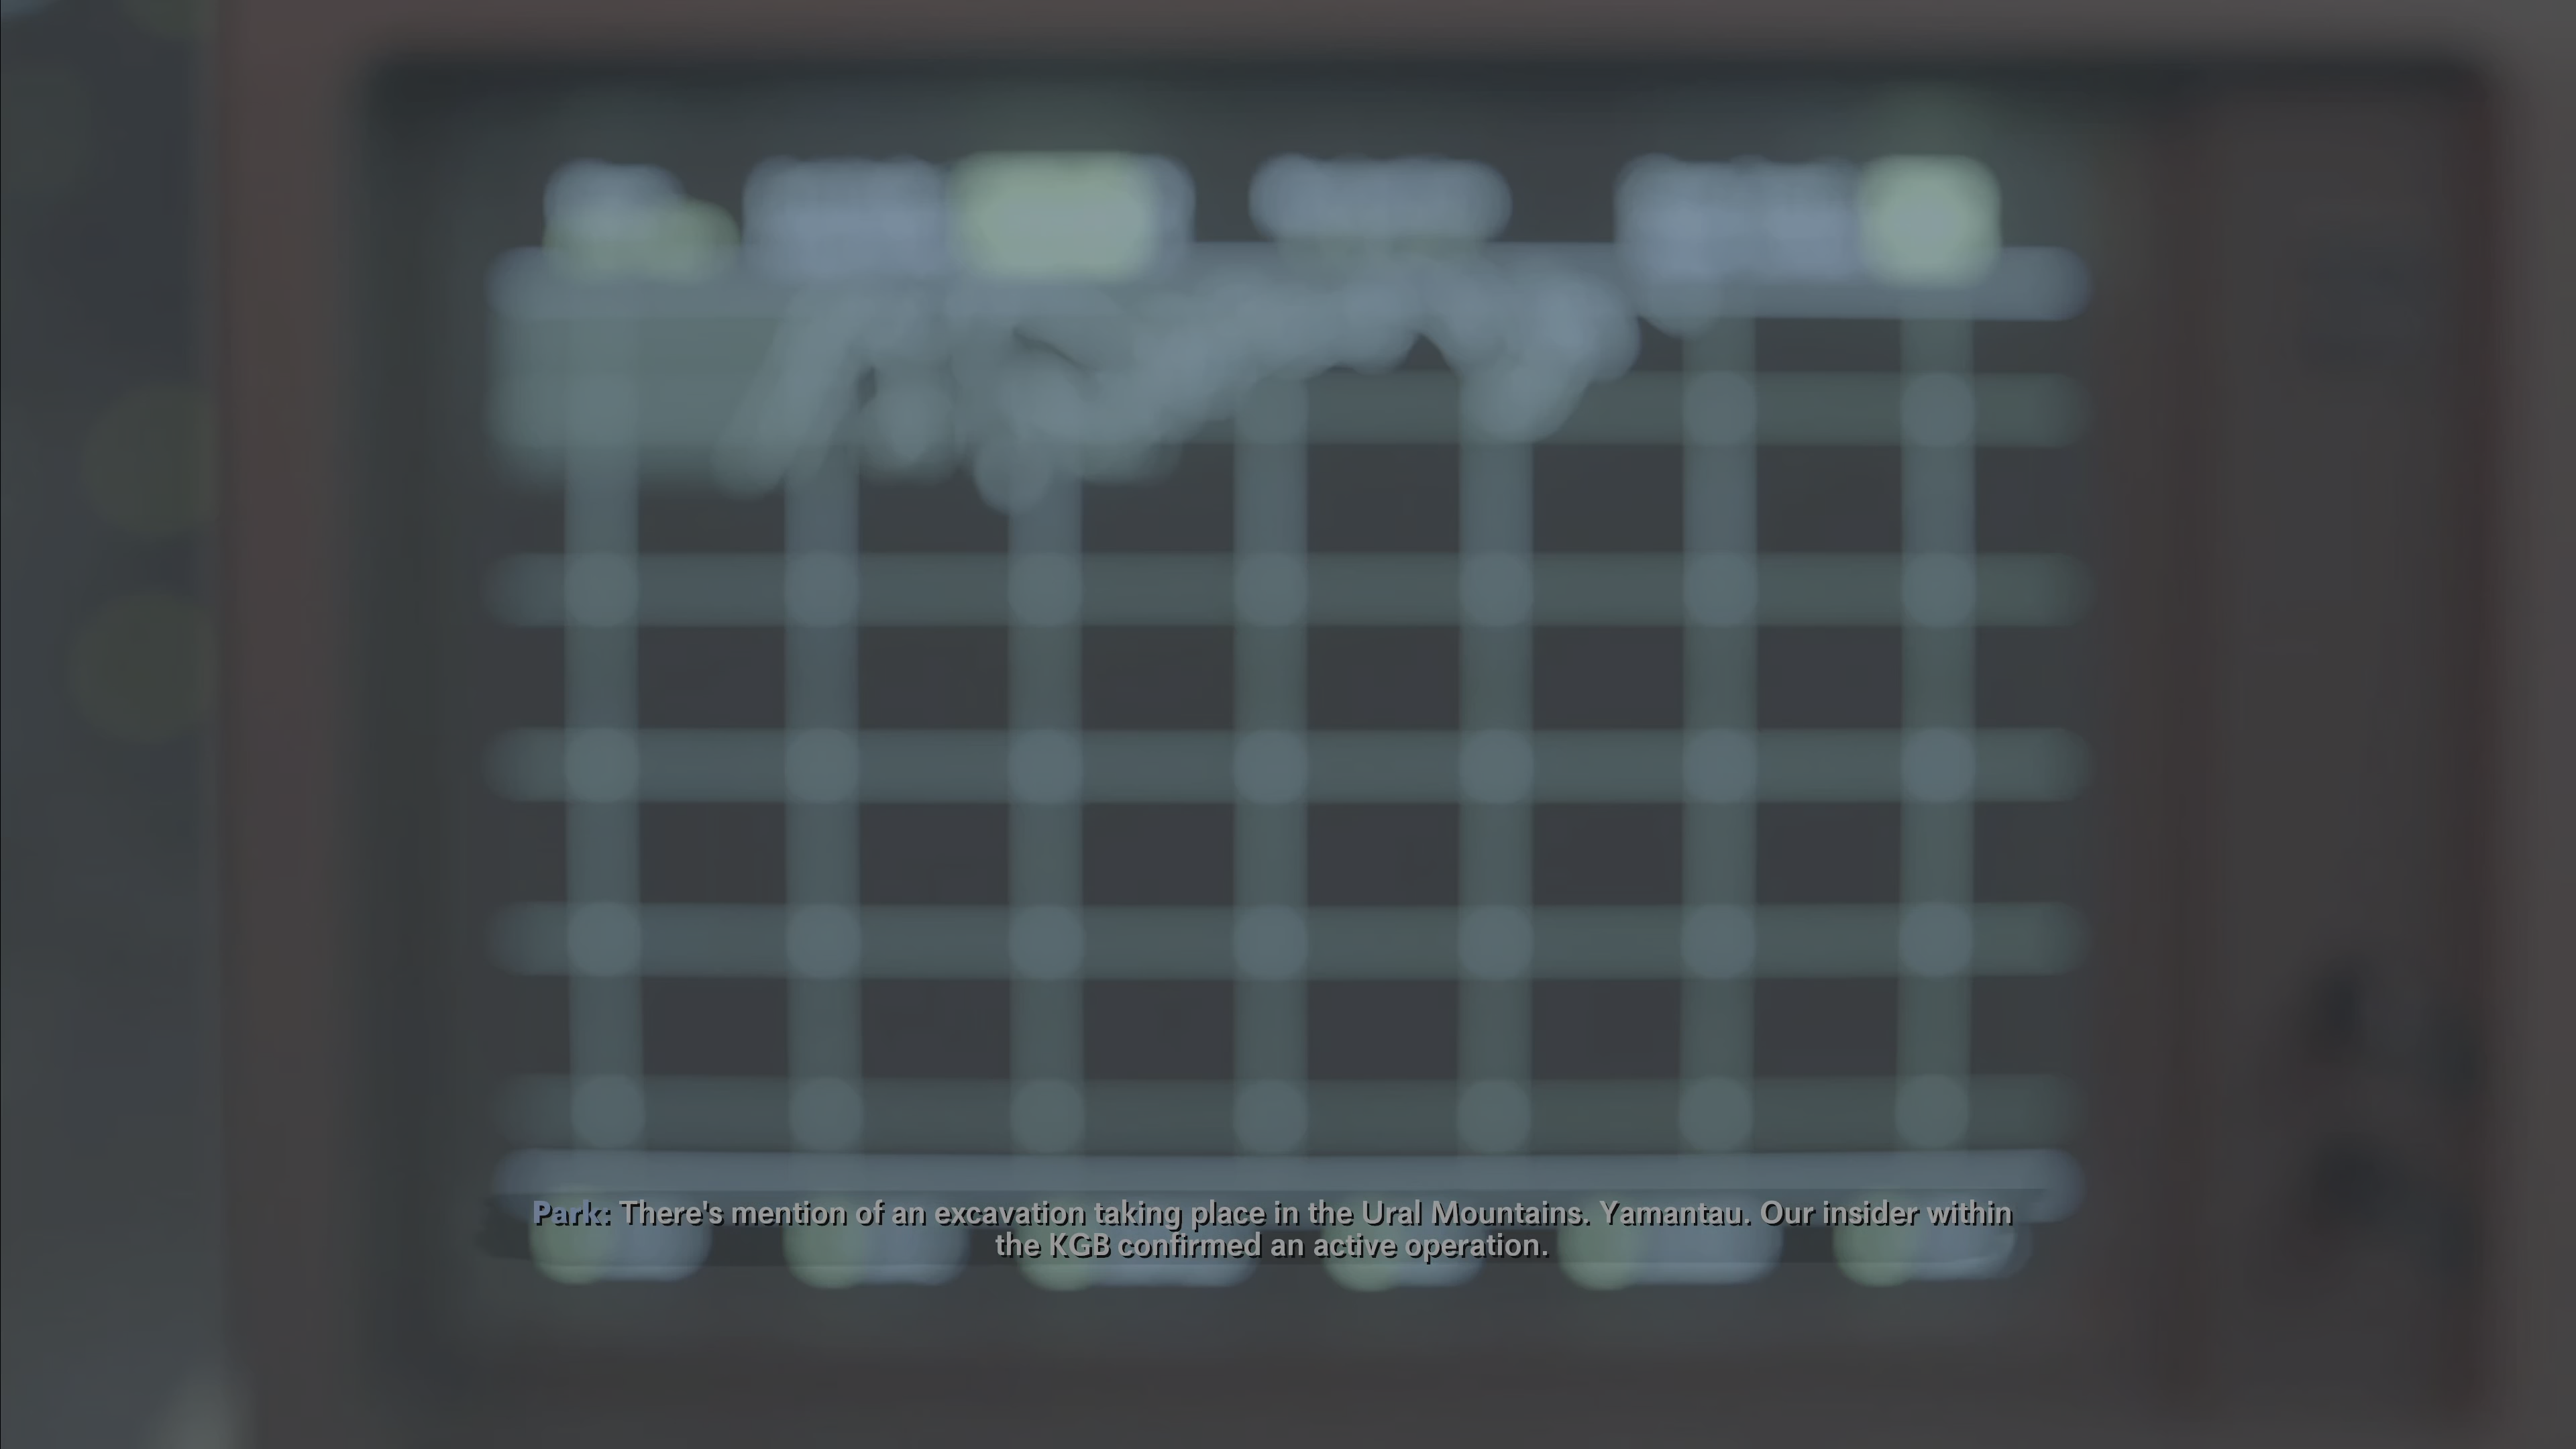 Park: There's mention of an excavation taking place in the Ural Mountains. Yamantau. Our insider within
the KGB confirmed an active operation.